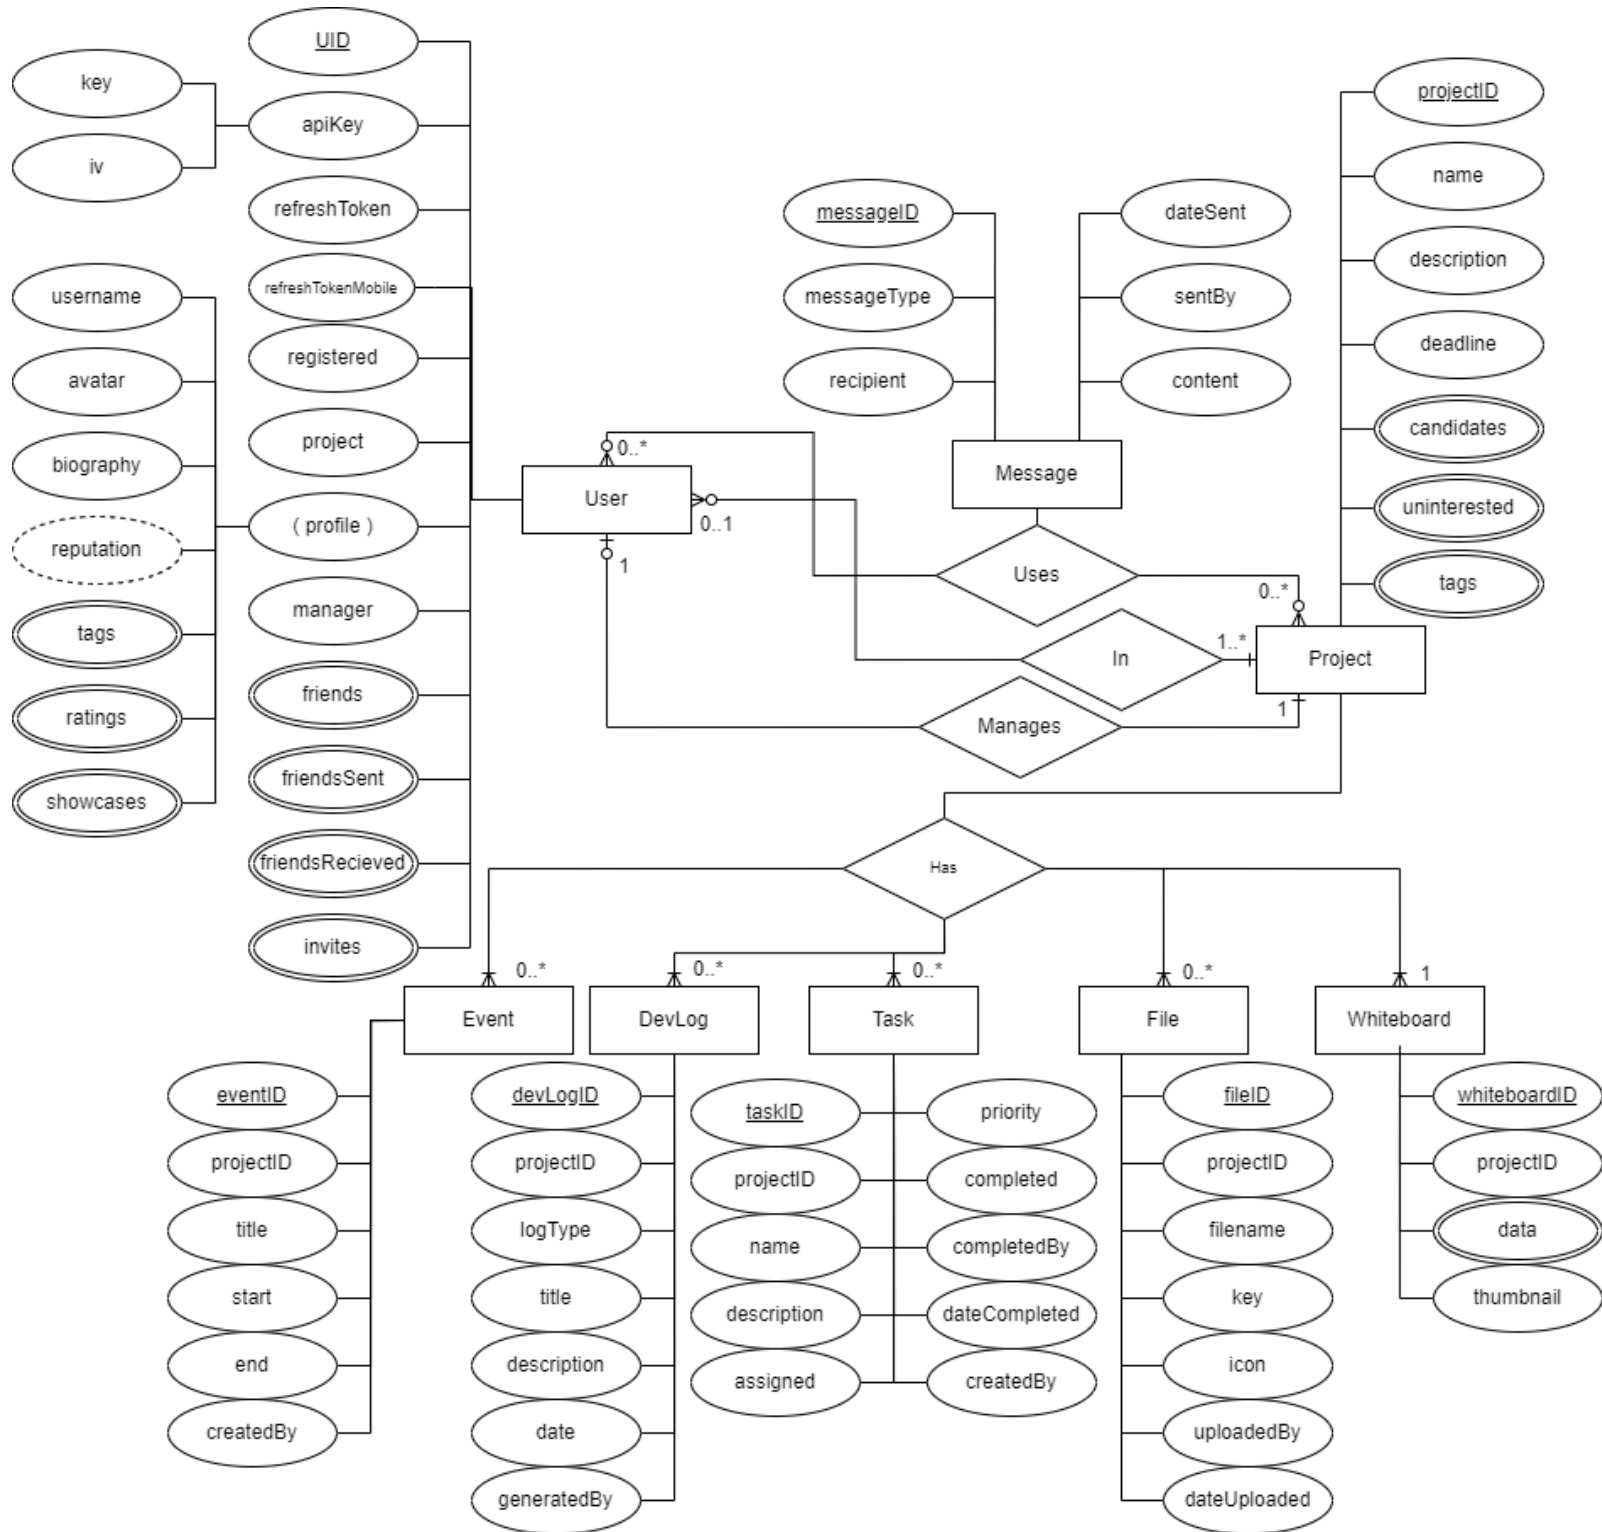 UID
key
apiKey
iv
refreshToken
refreshTokenMobile
username
registered
avatar
project
biography
( profile )
reputation
manager
tags
friends
ratings
friendsSent
showcases
friendsRecieved
invites
projectID
name
description
deadline
candidates
uninterested
tags
messageID
dateSent
messageType
sentBy
recipient
content
Message
User
0..*
0..1
1
Uses
0..*
In
1..*
Project
Manages
1
Has
0..*
0..*
0..*
0..*
1
Event
DevLog
Task
File
Whiteboard
eventID
projectID
title
start
end
createdBy
devLogID
projectID
logType
title
description
date
generatedBy
taskID
priority
projectID
completed
name
completedBy
description
dateCompleted
assigned
createdBy
fileID
projectID
filename
key
icon
uploadedBy
dateUploaded
whiteboardID
projectID
data
thumbnail